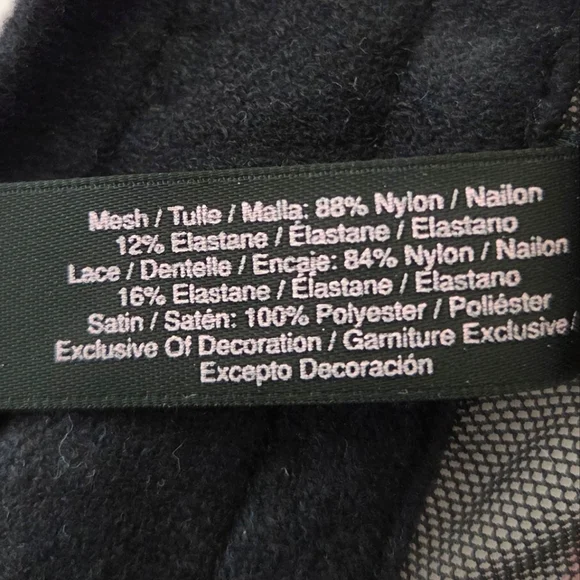 Mesh / Tulle / Malla: 88% Nylon / Nailon
12% Elastane / Élastane / Elastano
Lace / Dentelle / Encaje: 84% Nylon / Nailon
16% Elastane / Élastane / Elastano
Satin / Satén: 100% Polyester / Poliéster
Exclusive Of Decoration / Garniture Exclusive/
Excepto Decoración